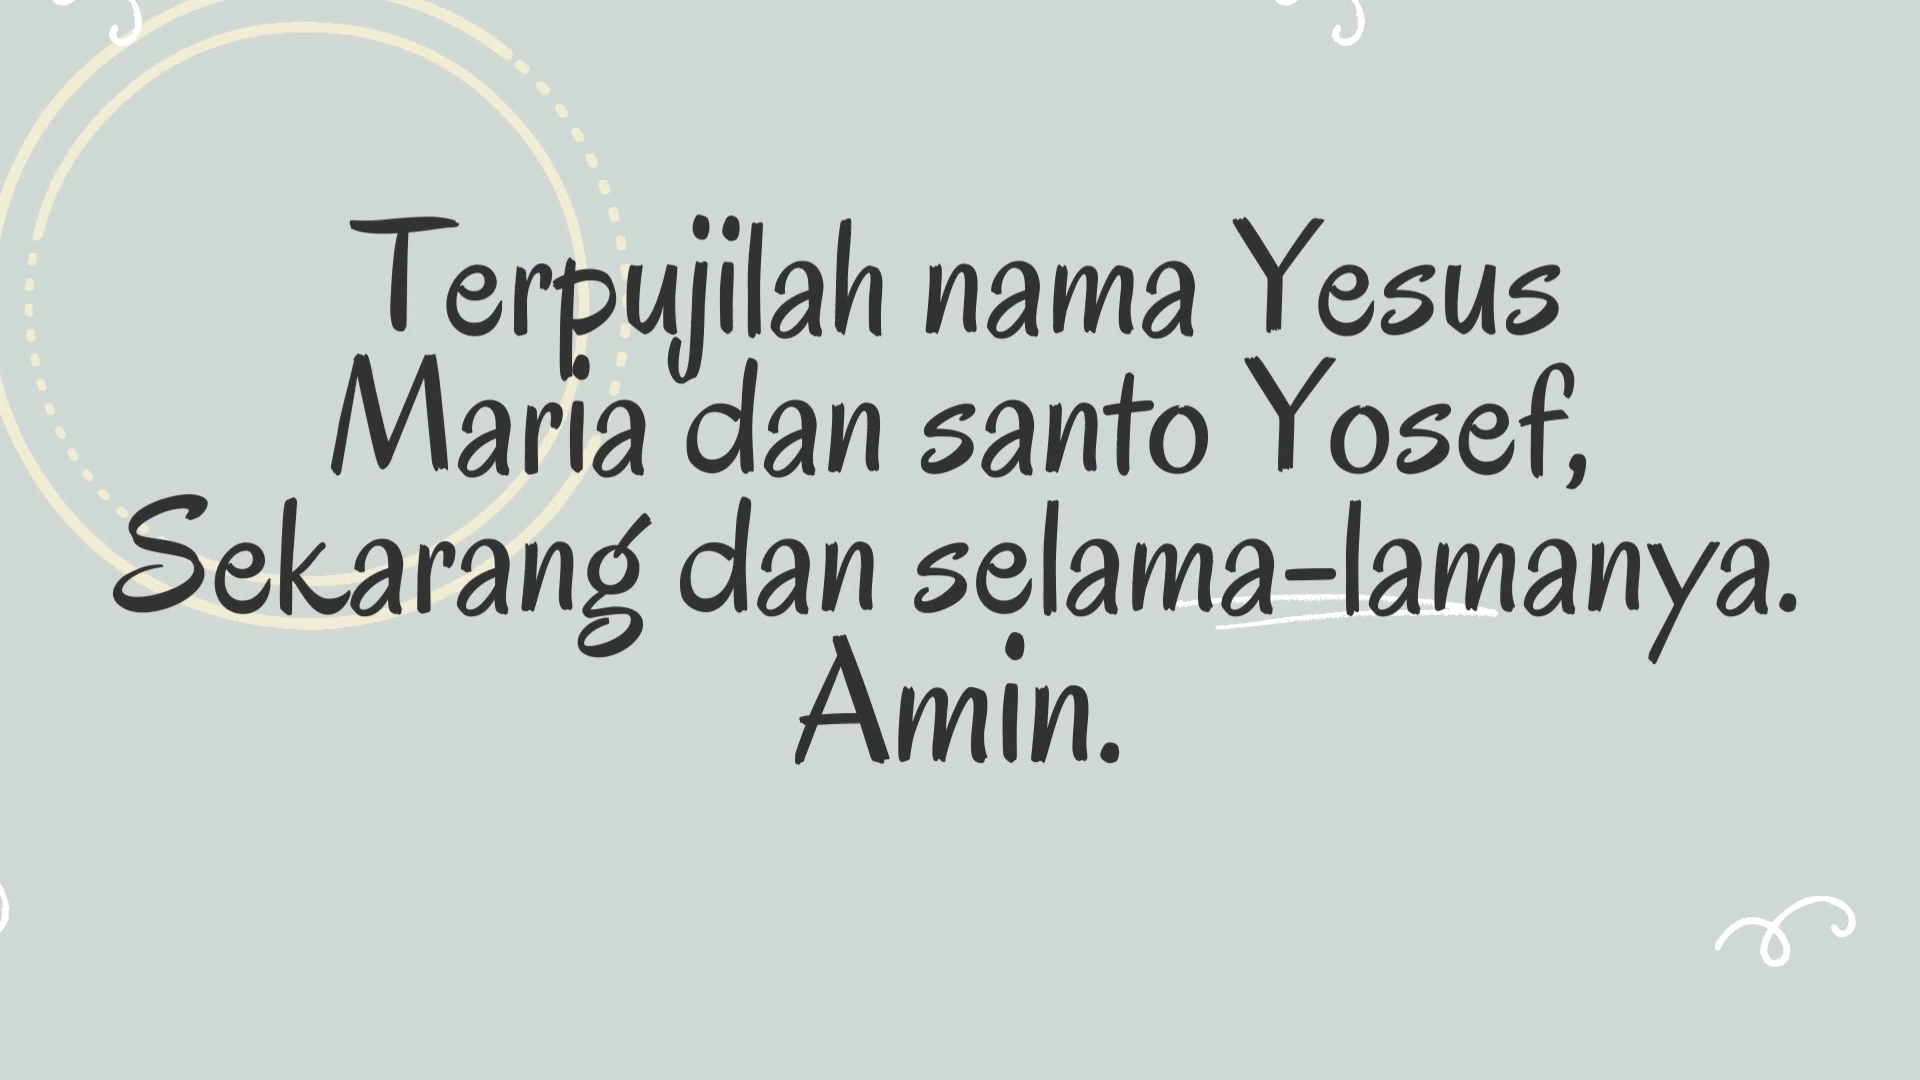 Terpujilah nama Yesus
Maria dan santo Yosef,
Sekarang dan selama-lamanya.
Amin.